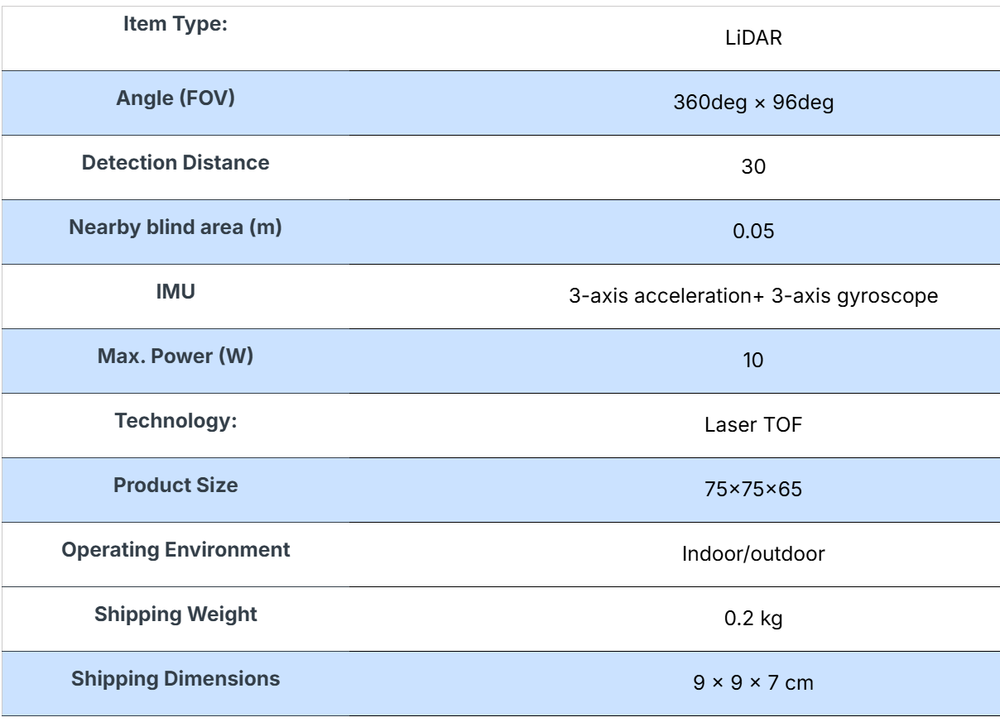 Item Type:
LiDAR
Angle (FOV)
360deg × 96deg
Detection Distance
30
Nearby blind area (m)
0.05
IMU
3-axis acceleration+ 3-axis gyroscope
Max. Power (W)
10
Technology:
Laser TOF
Product Size
75×75×65
Operating Environment
Indoor/outdoor
Shipping Weight
0.2 kg
Shipping Dimensions
9 × 9 × 7 cm